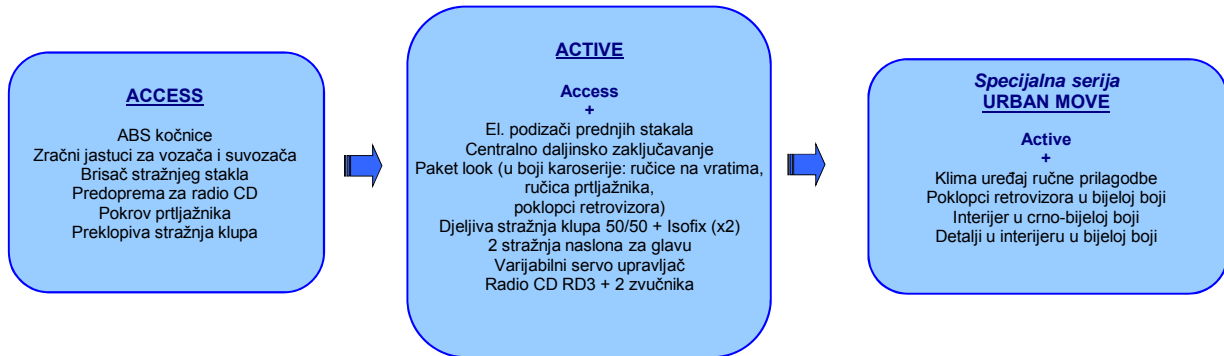 ACCESS
ABS kočnice
Zračni jastuci za vozača i suvozača
Brisač stražnjeg stakla
Predoprema za radio CD
Pokrov prtljažnika
Preklopiva stražnja klupa
ACTIVE
Access
+
El. podizači prednjih stakala
Centralno daljinsko zaključavanje
Paket look (u boji karoserije: ručice na vratima,
ručica prtljažnika,
poklopci retrovizora)
Djeljiva stražnja klupa 50/50 + Isofix (x2)
2 stražnja naslona za glavu
Varijabilni servo upravljač
Radio CD RD3 + 2 zvučnika
Specijalna serija
URBAN MOVE
Active
+
Klima uređaj ručne prilagodbe
Poklopci retrovizora u bijeloj boji
Interijer u crno-bijeloj boji
Detalji u interijeru u bijeloj boji